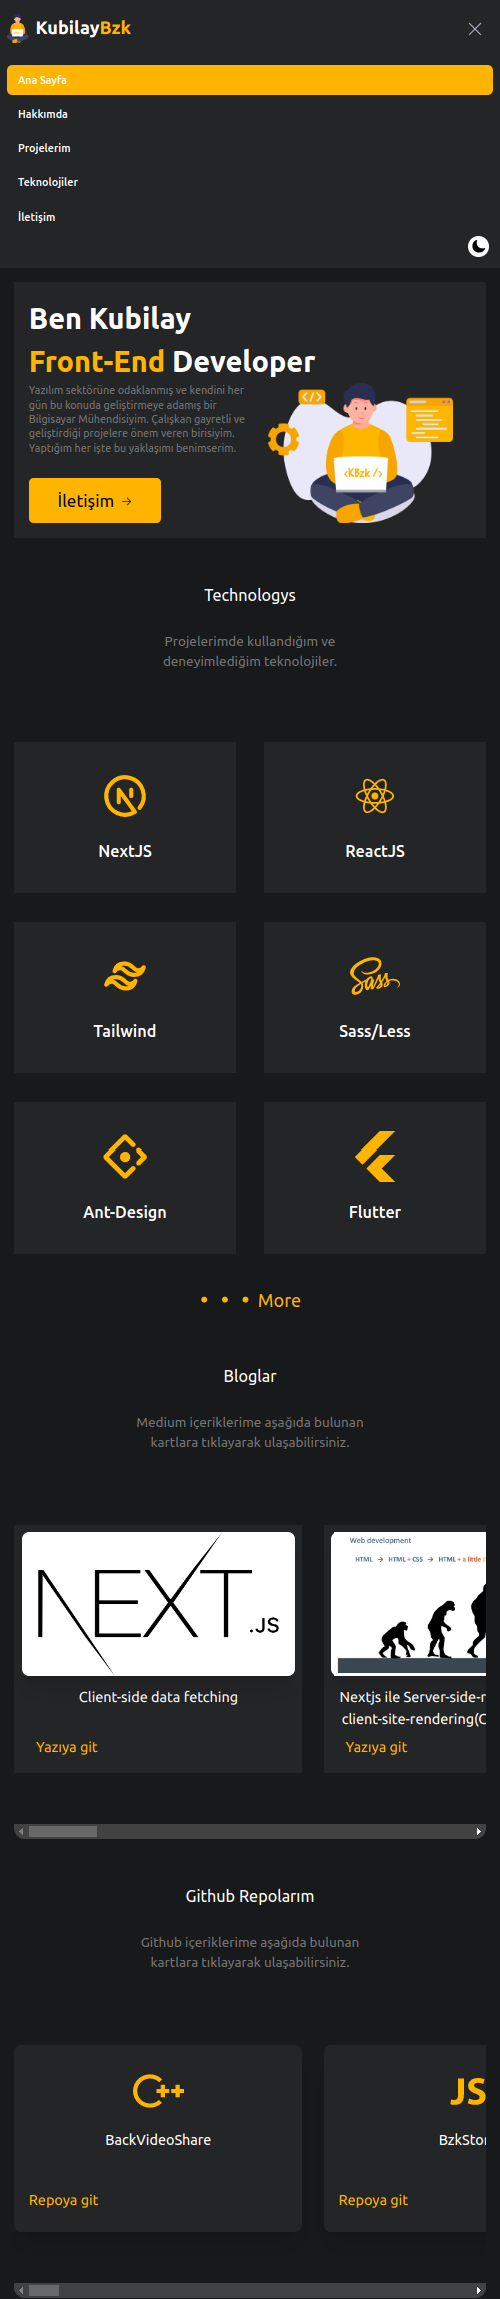 KubilayBzk
Ana Sayfa
Hakkımda
Projelerim
Teknolojiler
İletişim
Ben Kubilay
Front-End Developer
Yazılım sektörüne odaklanmış ve kendini her
gün bu konuda geliştirmeye adamış bir
Bilgisayar Mühendisiyim. Çalışkan gayretli ve
geliştirdiği projelere önem veren birisiyim.
Yaptığım her işte bu yaklaşımı benimserim.
</>
<KBzk />
İletişim →
Technologys
Projelerimde kullandığım ve
deneyimlediğim teknolojiler.
NextJS
ReactJS
Sass
Tailwind
Sass/Less
Ant-Design
Flutter
• • • More
Bloglar
Medium içeriklerime aşağıda bulunan
kartlara tıklayarak ulaşabilirsiniz.
NEXT.JS
Client-side data fetching
Yazıya git
Web development
HTML → HTML + CSS → HTML + a little
Nextjs ile Server-side-r
client-site-rendering(C
Yazıya git
Github Repolarım
Github içeriklerime aşağıda bulunan
kartlara tıklayarak ulaşabilirsiniz.
C++
BackVideoShare
Repoya git
JS
BzkStor
Repoya git